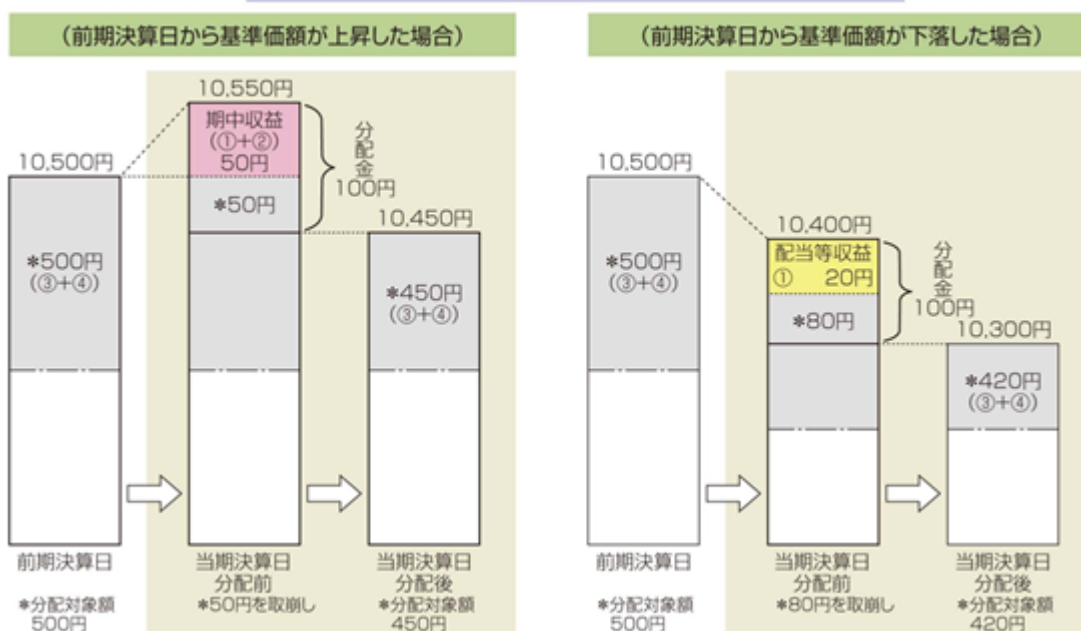 （前期決算日から基準価額が上昇した場合）
10,500円
＊500円
（③＋④）
10,550円
期中収益
（①＋②）
50円
＊50円
分配金
100円
10,450円
＊450円
（③＋④）
前期決算日
＊分配対象額
500円
当期決算日
分配前
＊50円を取崩し
当期決算日
分配後
＊分配対象額
450円
（前期決算日から基準価額が下落した場合）
10,500円
＊500円
（③＋④）
10,400円
配当等収益
① 20円
＊80円
分配金
100円
10,300円
＊420円
（③＋④）
前期決算日
＊分配対象額
500円
当期決算日
分配前
＊80円を取崩し
当期決算日
分配後
＊分配対象額
420円